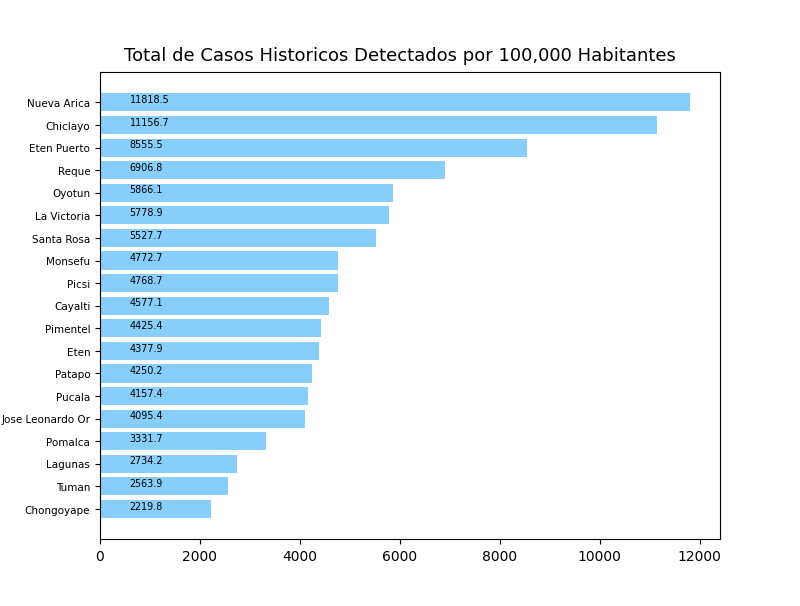 Total de Casos Historicos Detectados por 100,000 Habitantes
Nueva Arica 11818.5
Chiclayo 11156.7
Eten Puerto 8555.5
Reque 6906.8
Oyotun 5866.1
La Victoria 5778.9
Santa Rosa 5527.7
Monsefu 4772.7
Picsi 4768.7
Cayalti 4577.1
Pimentel 4425.4
Eten 4377.9
Patapo 4250.2
Pucala 4157.4
Jose Leonardo Or 4095.4
Pomalca 3331.7
Lagunas 2734.2
Tuman 2563.9
Chongoyape 2219.8
0 2000 4000 6000 8000 10000 12000